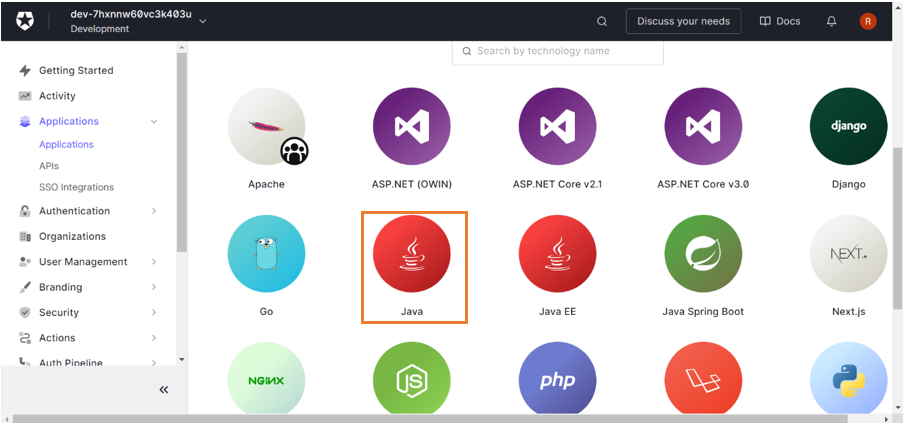 dev-7hxnnw60vc3k403u
Development
Discuss your needs
Docs
R
Getting Started
Activity
Applications
Applications
APIs
SSO Integrations
Authentication
Organizations
User Management
Branding
Security
Actions
Auth Pipeline
Search by technology name
Apache
ASP.NET (OWIN)
ASP.NET Core v2.1
ASP.NET Core v3.0
django
Django
Go
Java
Java EE
Java Spring Boot
NEXT.JS
Next.js
NGINX
JS
php